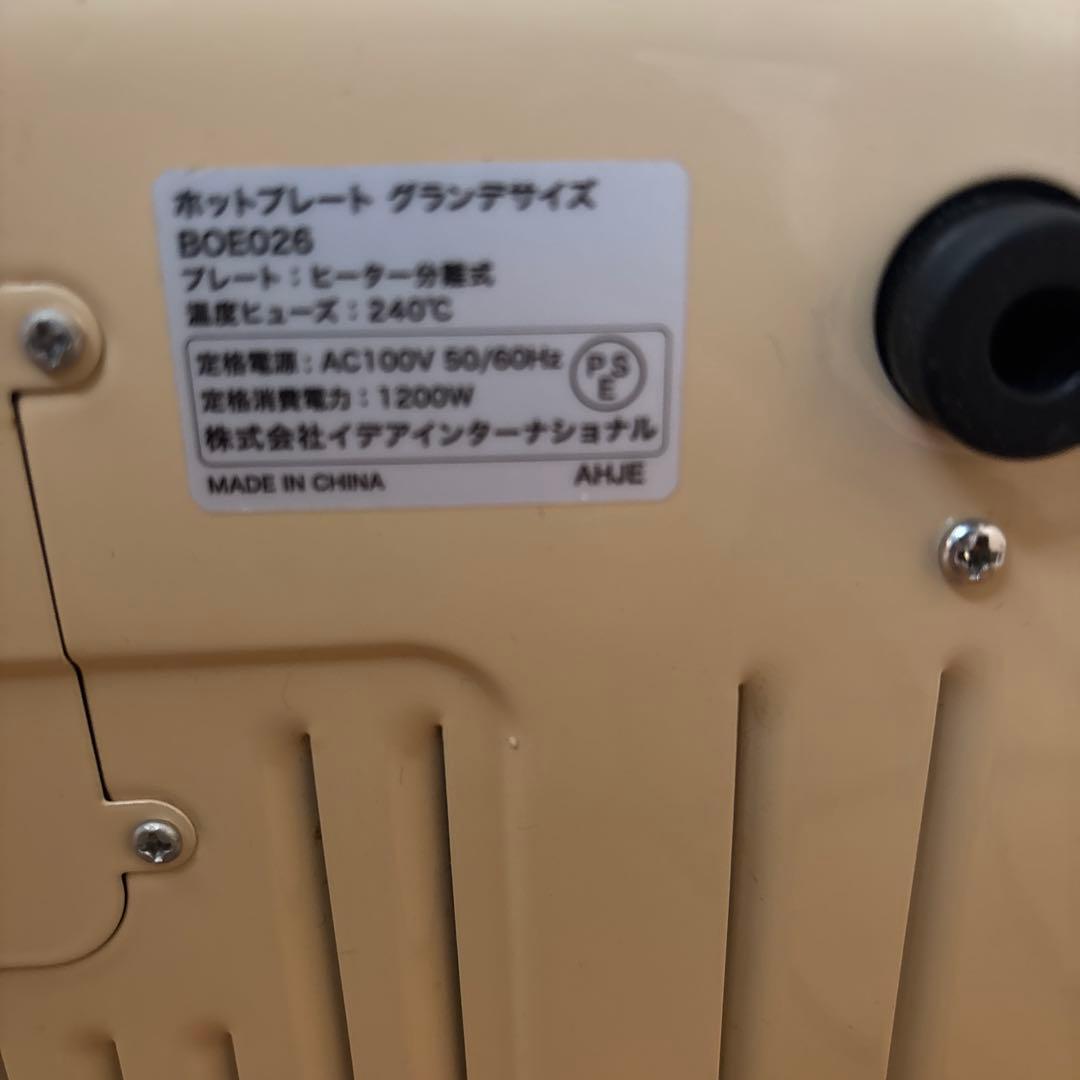 ホットプレート グランデサイズ
BOE026
プレート：ヒーター分離式
温度ヒューズ：240℃
定格電源：AC100V 50/60Hz
PSE
定格消費電力：1200W
株式会社イデアインターナショナル
MADE IN CHINA AHJE